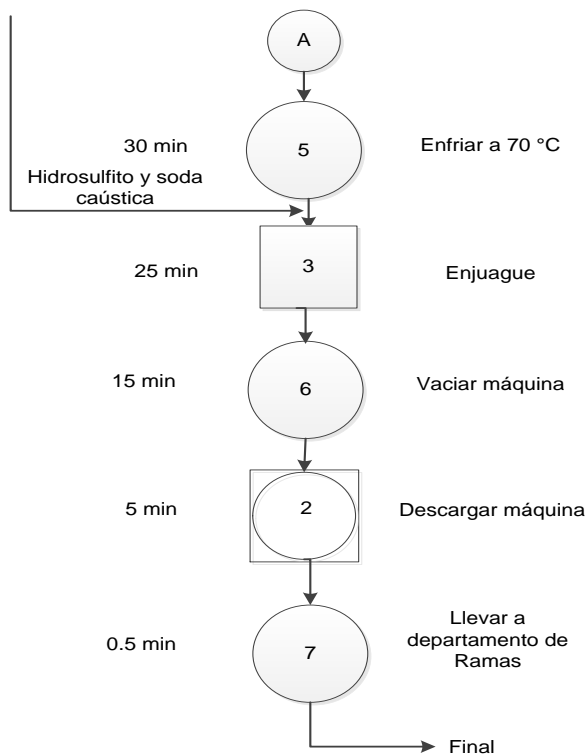 A
30 min
5
Enfriar a 70 °C
Hidrosulfito y soda
caústica
25 min
3
Enjuague
15 min
6
Vaciar máquina
5 min
2
Descargar máquina
0.5 min
7
Llevar a
departamento de
Ramas
Final